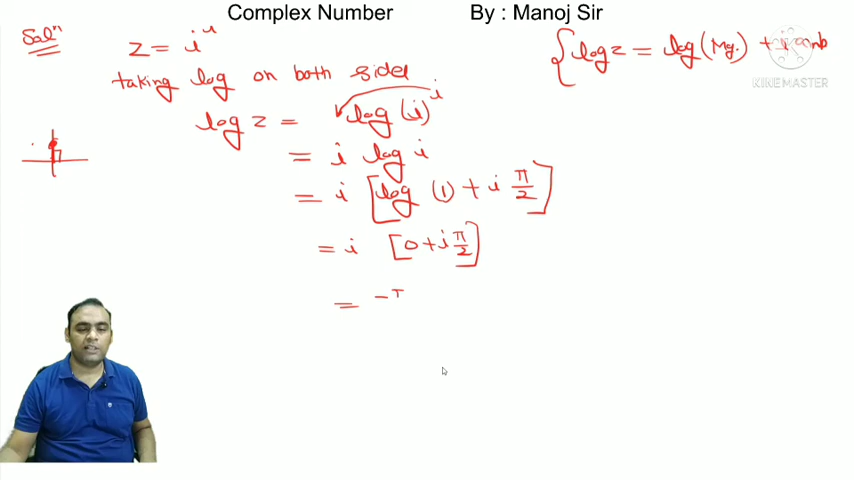 Complex Number By : Manoj Sir
Solⁿ
z = i^i
{ log z = log (Mg.) + i amb
KINEMASTER
taking log on both sides
log z = log (i)^i
= i log i
= i [log (1) + i π/2]
= i [0 + i π/2]
= -π